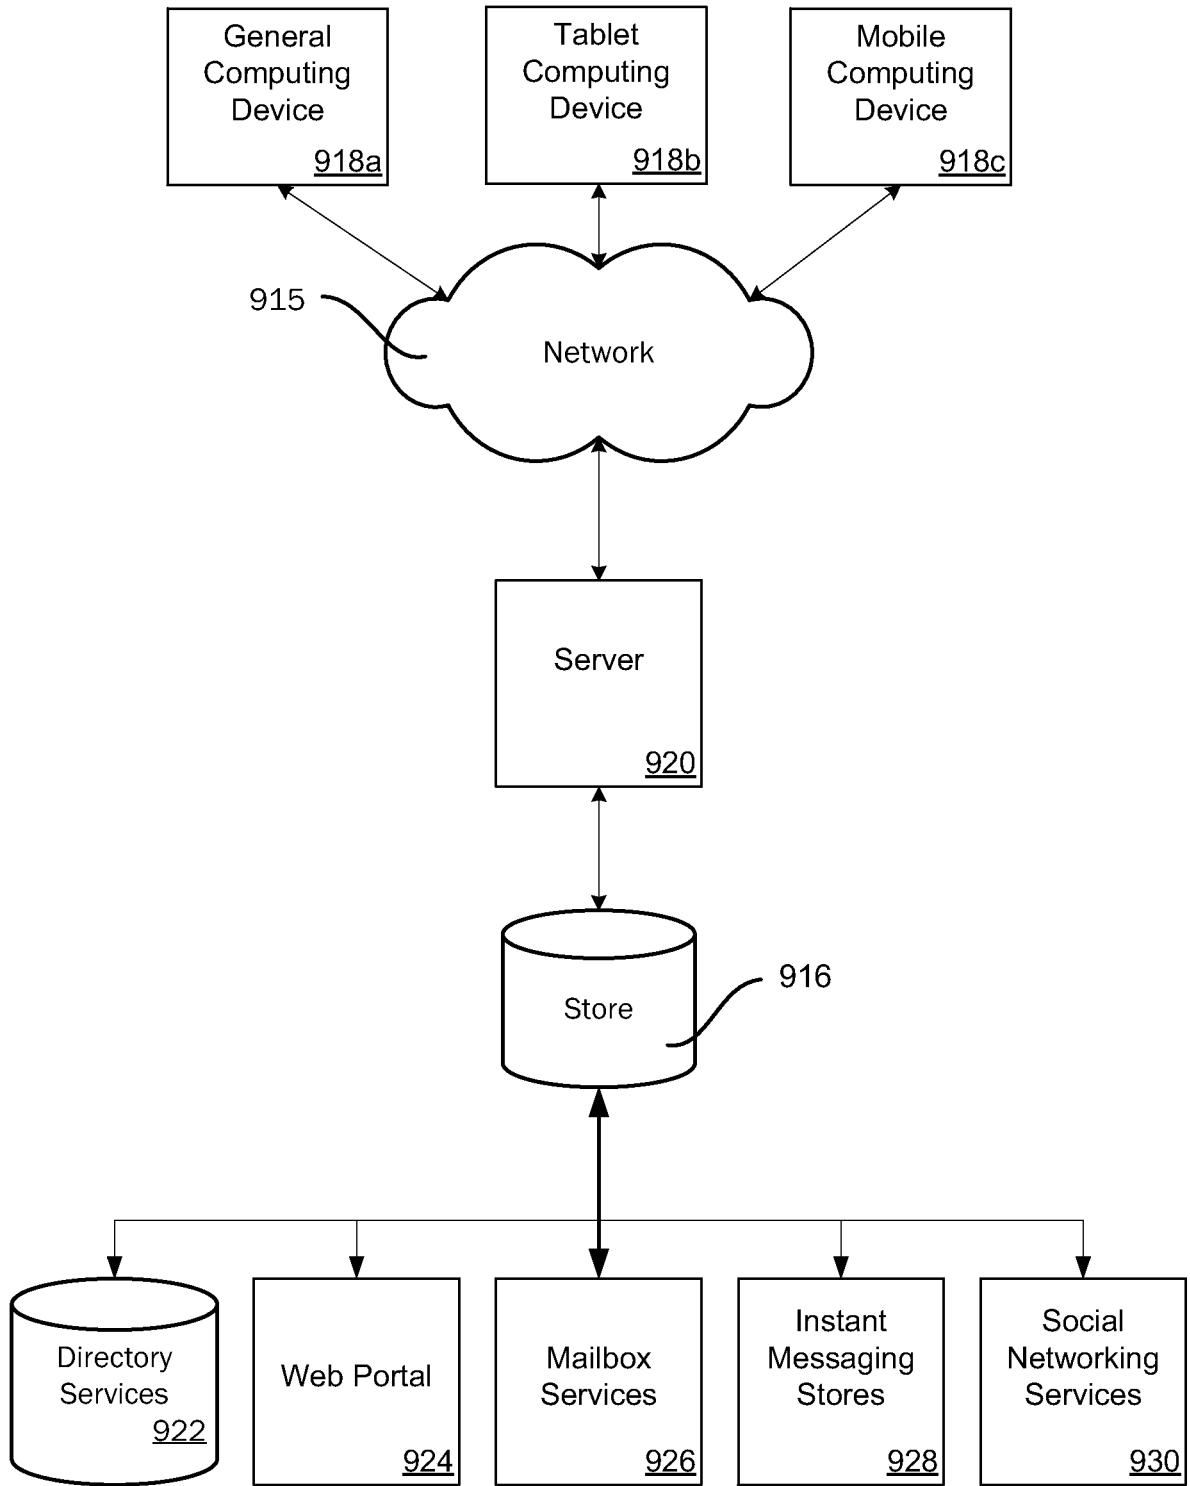 General
Computing
Device
918a
Tablet
Computing
Device
918b
Mobile
Computing
Device
918c
915
Network
Server
920
Store
916
Directory
Services
922
Web Portal
924
Mailbox
Services
926
Instant
Messaging
Stores
928
Social
Networking
Services
930